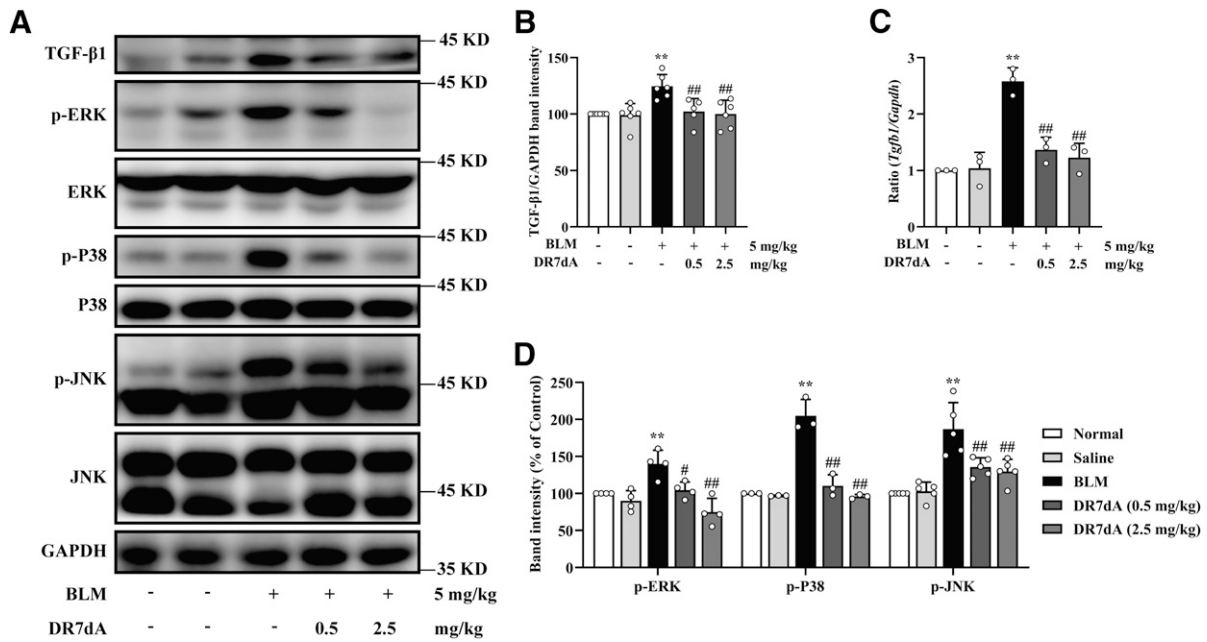 A
TGF-β1
45 KD
p-ERK
45 KD
ERK
45 KD
p-P38
45 KD
P38
45 KD
p-JNK
45 KD
JNK
45 KD
GAPDH
35 KD
BLM - - + + + 5 mg/kg
DR7dA - - - 0.5 2.5 mg/kg
B
TGF-β1/GAPDH band intensity
150
100
50
0
**
##
##
BLM - - + + + 5 mg/kg
DR7dA - - - 0.5 2.5 mg/kg
C
Ratio (Tgfb1/Gapdh)
3
2
1
0
**
##
##
BLM - - + + + 5 mg/kg
DR7dA - - - 0.5 2.5 mg/kg
D
Band intensity (% of Control)
250
200
150
100
50
0
**
#
##
**
##
##
**
##
##
p-ERK p-P38 p-JNK
Normal
Saline
BLM
DR7dA (0.5 mg/kg)
DR7dA (2.5 mg/kg)